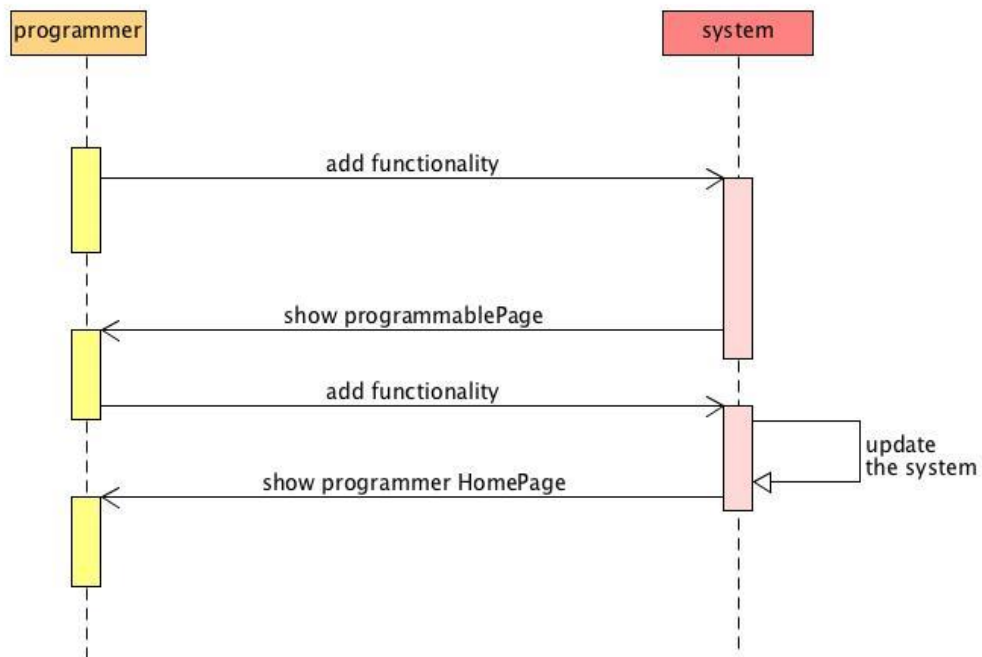 programmer
system
add functionality
show programmablePage
add functionality
update
the system
show programmer HomePage